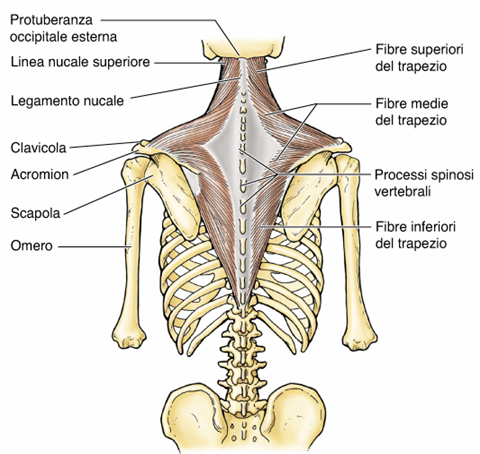 Protuberanza
occipitale esterna
Linea nucale superiore
Legamento nucale
Clavicola
Acromion
Scapola
Omero
Fibre superiori
del trapezio
Fibre medie
del trapezio
Processi spinosi
vertebrali
Fibre inferiori
del trapezio